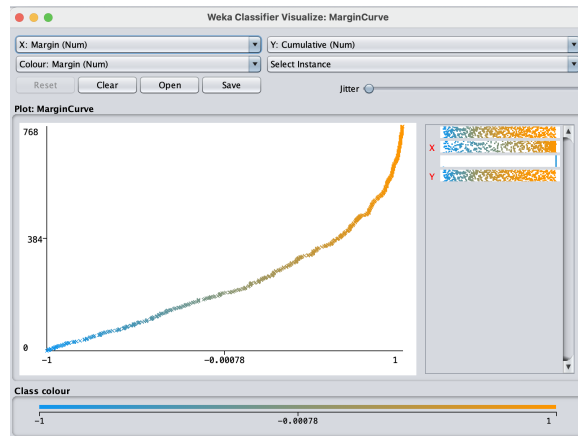 Weka Classifier Visualize: MarginCurve
X: Margin (Num)
Y: Cumulative (Num)
Colour: Margin (Num)
Select Instance
Reset
Clear
Open
Save
Jitter
Plot: MarginCurve
768
384
0
-1
-0.00078
1
X
Y
Class colour
-1
-0.00078
1